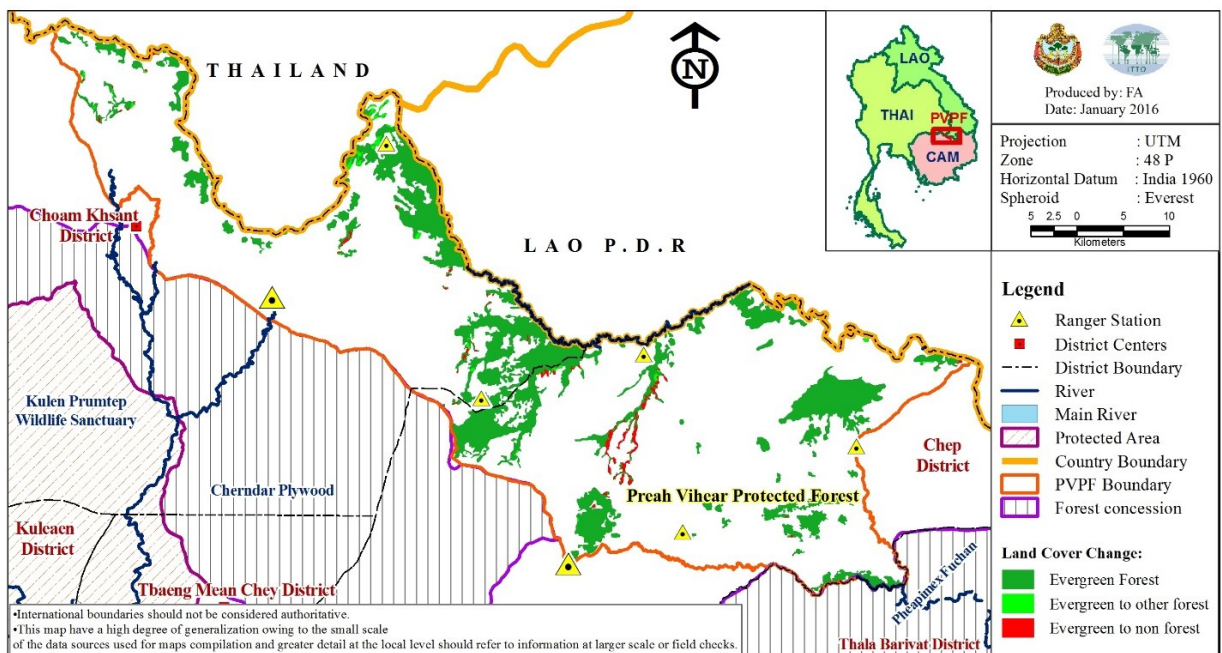 THAILAND
N
LAO P.D.R
Choam Khsant
District
Kulen Prumtep
Wildlife Sanctuary
Cherndar Plywood
Kuleaen
District
Tbaeng Mean Chey District
Preah Vihear Protected Forest
Chep
District
Pheapimex Fuchan
Thala Barivat District
•International boundaries should not be considered authoritative.
•This map have a high degree of generalization owing to the small scale
of the data sources used for maps compilation and greater detail at the local level should refer to information at larger scale or field checks.
LAO
THAI
PVPF
CAM
ITTO
Produced by: FA
Date: January 2016
Projection : UTM
Zone : 48 P
Horizontal Datum : India 1960
Spheroid : Everest
5 2.5 0 5 10
Kilometers
Legend
Ranger Station
District Centers
District Boundary
River
Main River
Protected Area
Country Boundary
PVPF Boundary
Forest concession
Land Cover Change:
Evergreen Forest
Evergreen to other forest
Evergreen to non forest